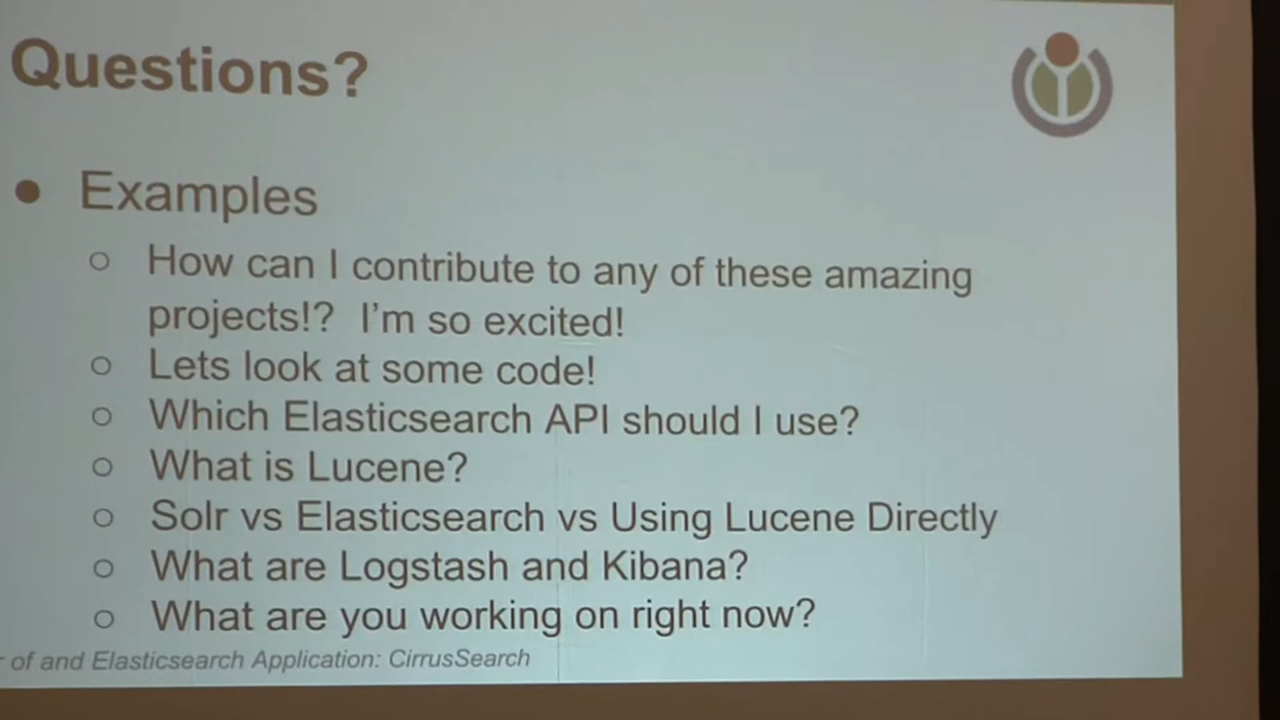 Questions?
● Examples
○ How can I contribute to any of these amazing
projects!? I'm so excited!
○ Lets look at some code!
○ Which Elasticsearch API should I use?
○ What is Lucene?
○ Solr vs Elasticsearch vs Using Lucene Directly
○ What are Logstash and Kibana?
○ What are you working on right now?
of and Elasticsearch Application: CirrusSearch